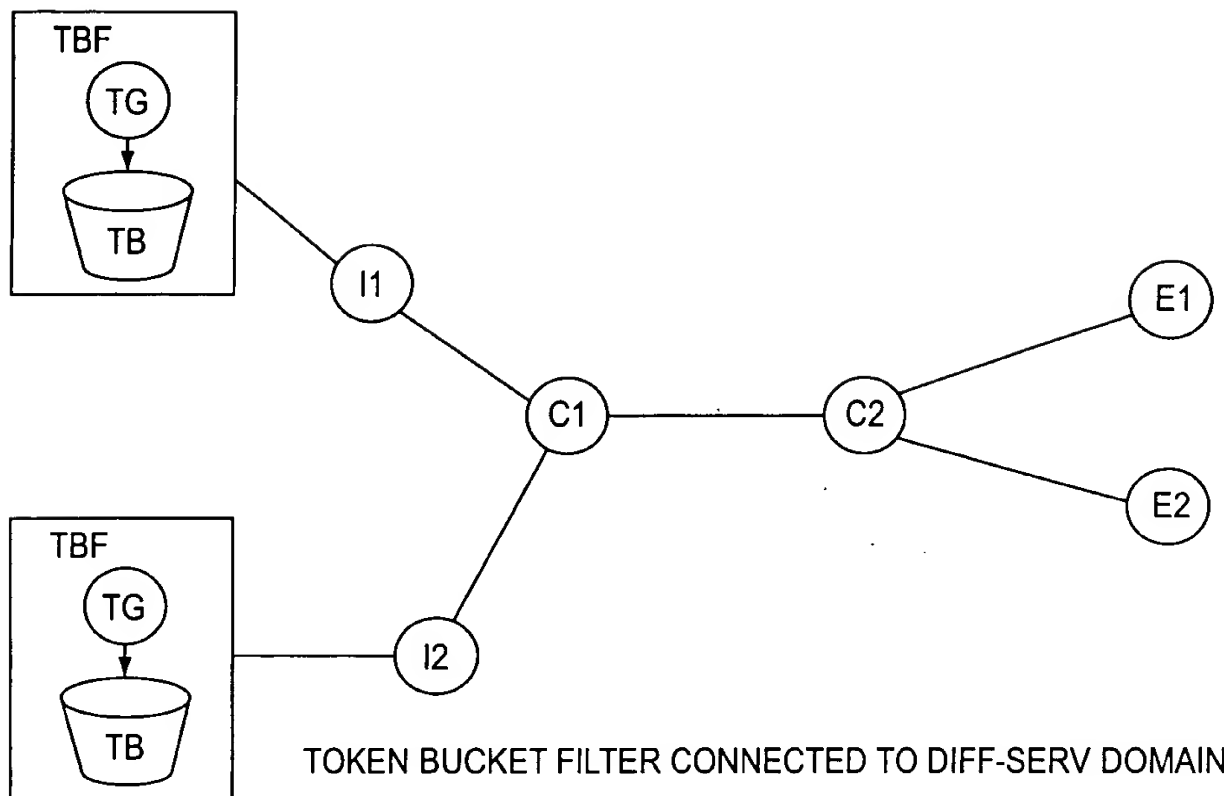 TBF
TG
TB
I1
E1
C1
C2
E2
TBF
TG
TB
I2
TOKEN BUCKET FILTER CONNECTED TO DIFF-SERV DOMAIN